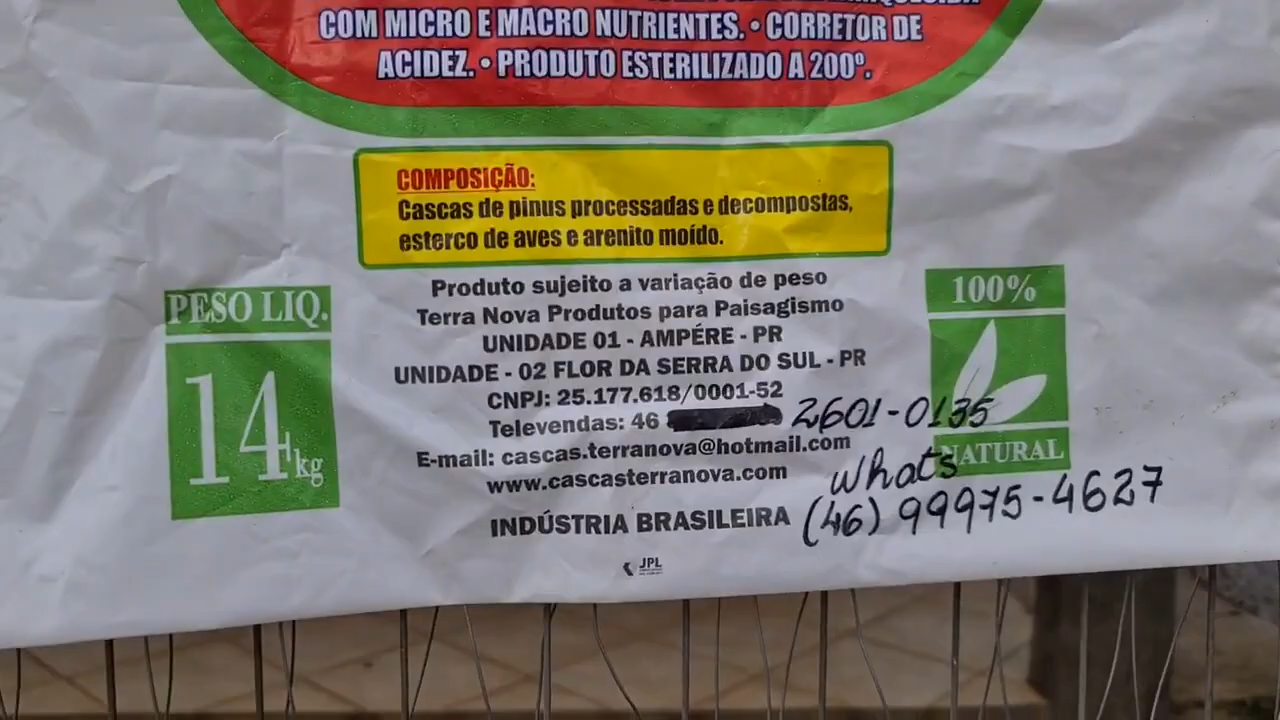 COM MICRO E MACRO NUTRIENTES. • CORRETOR DE
ACIDEZ. • PRODUTO ESTERILIZADO A 200º.
COMPOSIÇÃO:
Cascas de pinus processadas e decompostas,
esterco de aves e arenito moído.
PESO LIQ.
14 kg
Produto sujeito a variação de peso
Terra Nova Produtos para Paisagismo
UNIDADE 01 - AMPÉRE - PR
UNIDADE - 02 FLOR DA SERRA DO SUL - PR
CNPJ: 25.177.618/0001-52
Televendas: 46 2601-0135
E-mail: cascas.terranova@hotmail.com
www.cascasterranova.com
INDÚSTRIA BRASILEIRA
100%
NATURAL
Whats
(46) 99975-4627
JPL